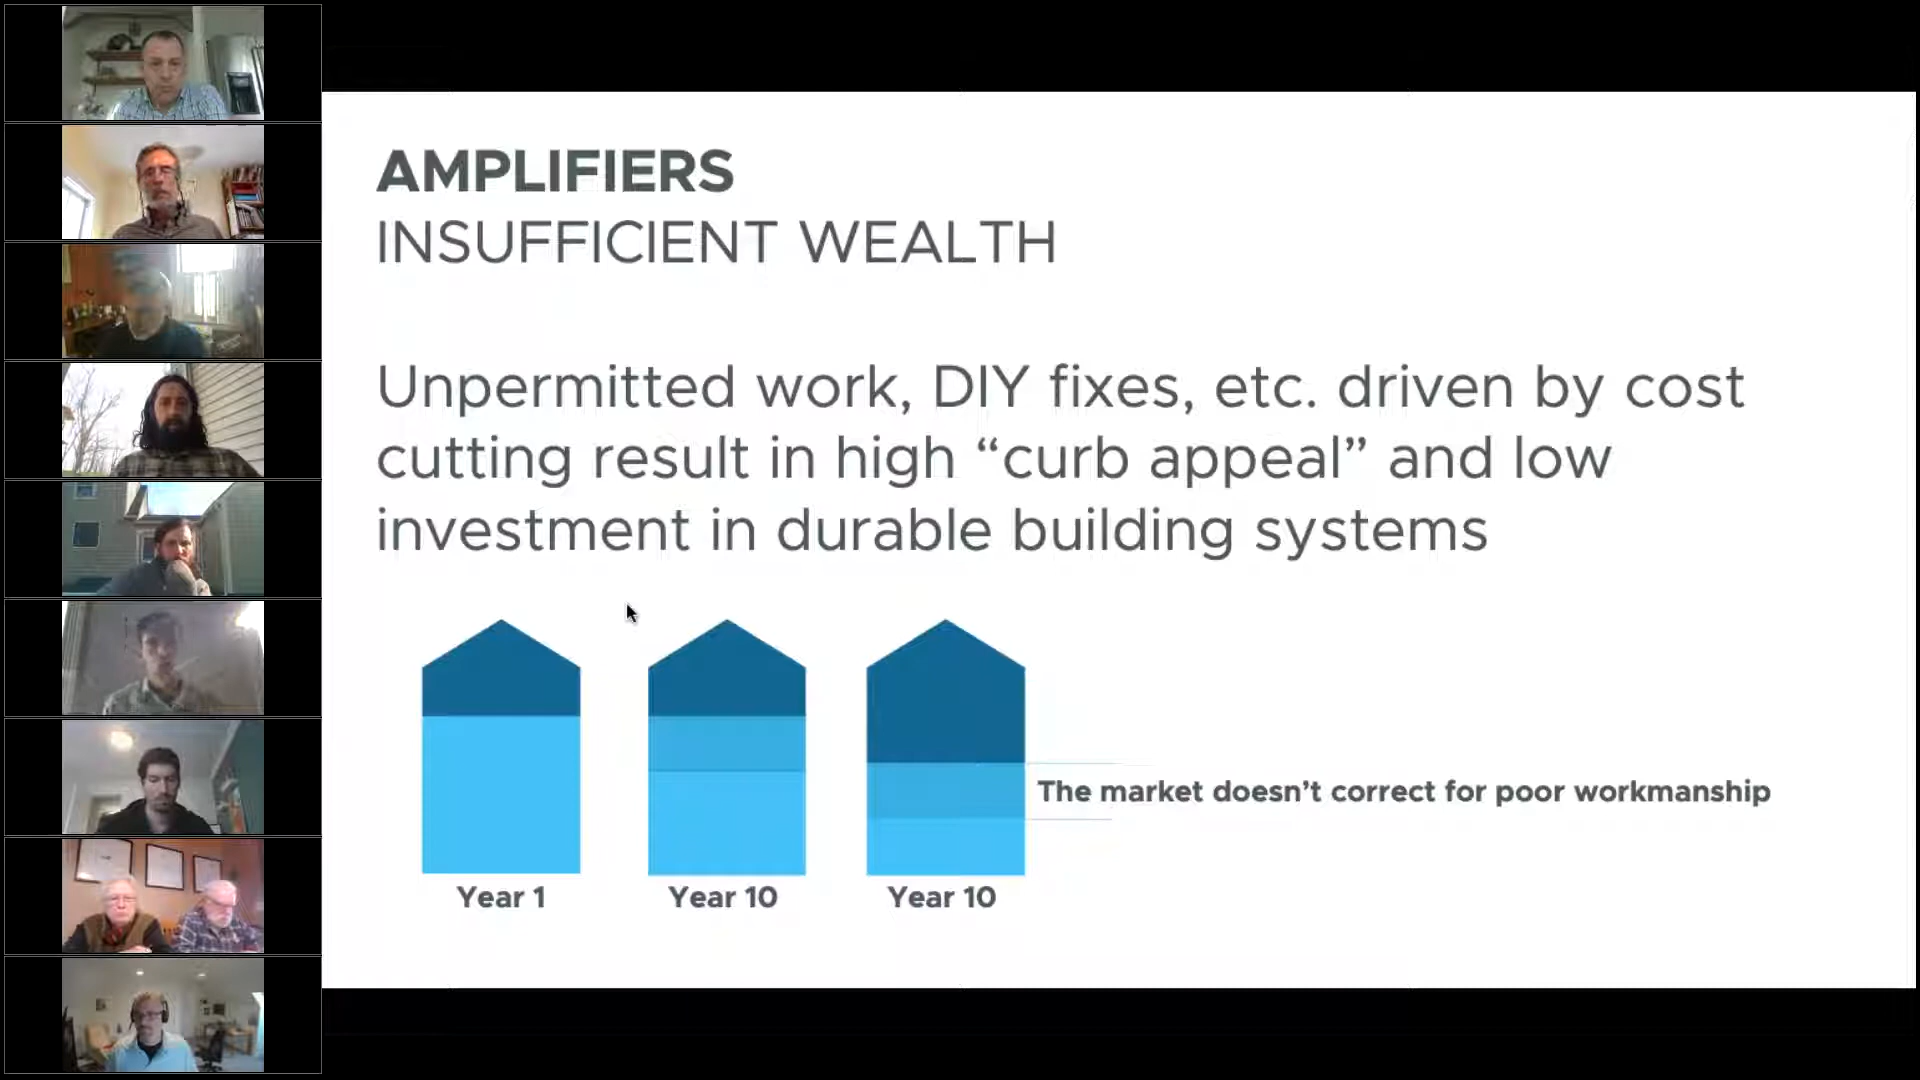 AMPLIFIERS
INSUFFICIENT WEALTH
Unpermitted work, DIY fixes, etc. driven by cost
cutting result in high “curb appeal” and low
investment in durable building systems
The market doesn’t correct for poor workmanship
Year 1
Year 10
Year 10